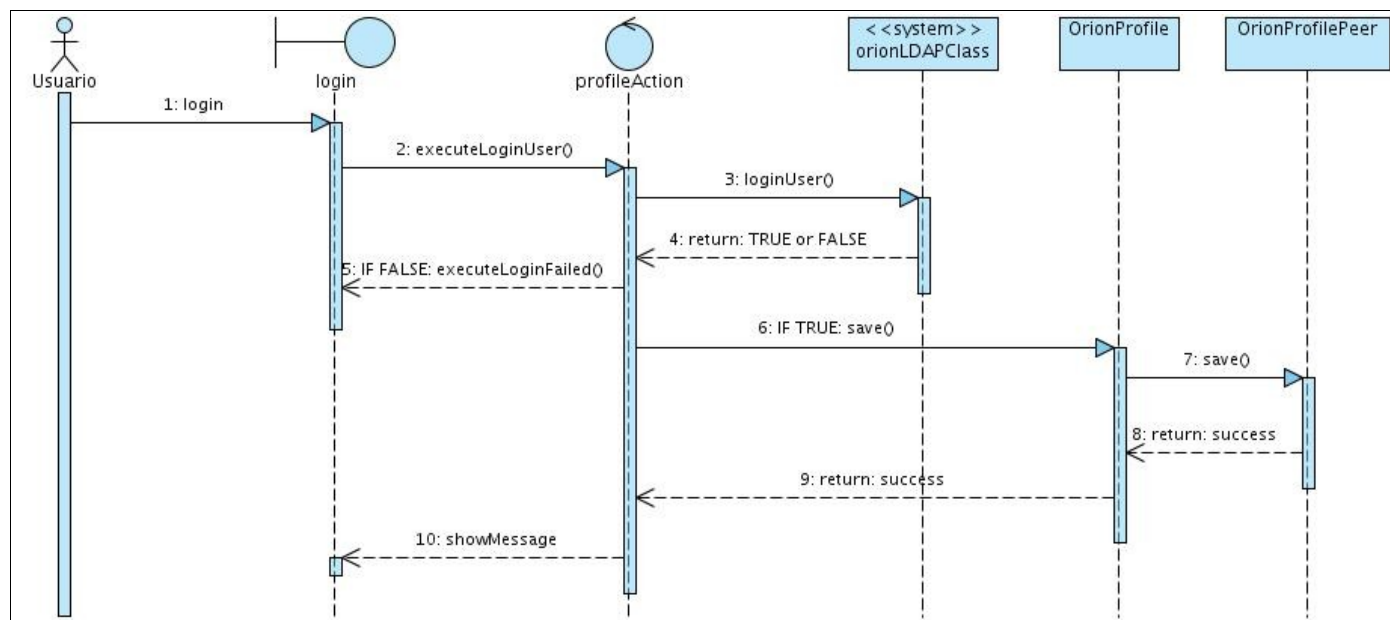 <<system>>
orionLDAPClass
OrionProfile
OrionProfilePeer
Usuario
login
profileAction
1: login
2: executeLoginUser()
3: loginUser()
4: return: TRUE or FALSE
5: IF FALSE: executeLoginFailed()
6: IF TRUE: save()
7: save()
8: return: success
9: return: success
10: showMessage